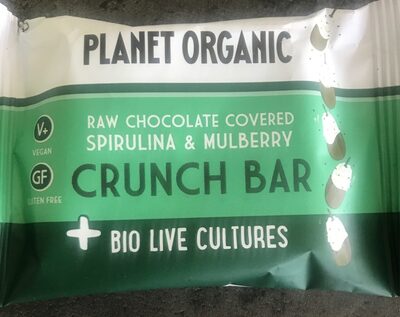 PLANET ORGANIC
RAW CHOCOLATE COVERED
SPIRULINA & MULBERRY
CRUNCH BAR
V+
VEGAN
GF
GLUTEN FREE
+ BIO LIVE CULTURES